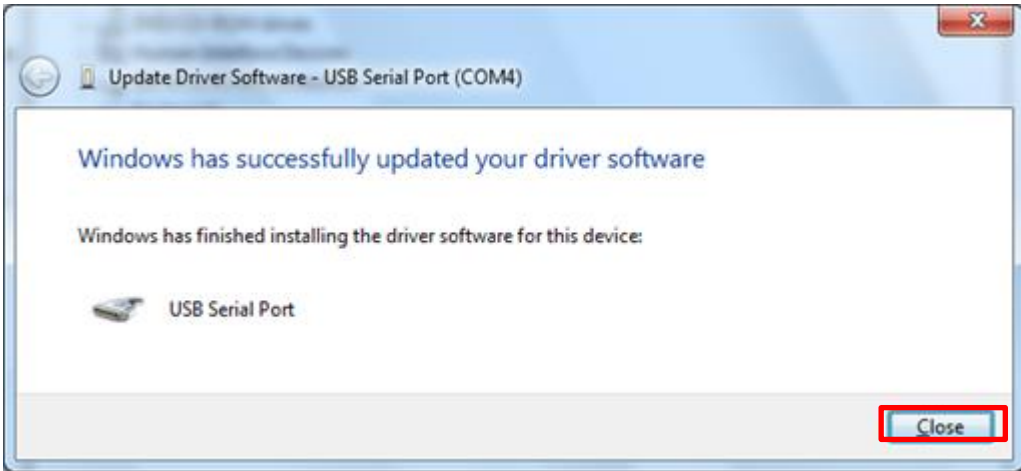 Update Driver Software - USB Serial Port (COM4)
Windows has successfully updated your driver software
Windows has finished installing the driver software for this device:
USB Serial Port
Close